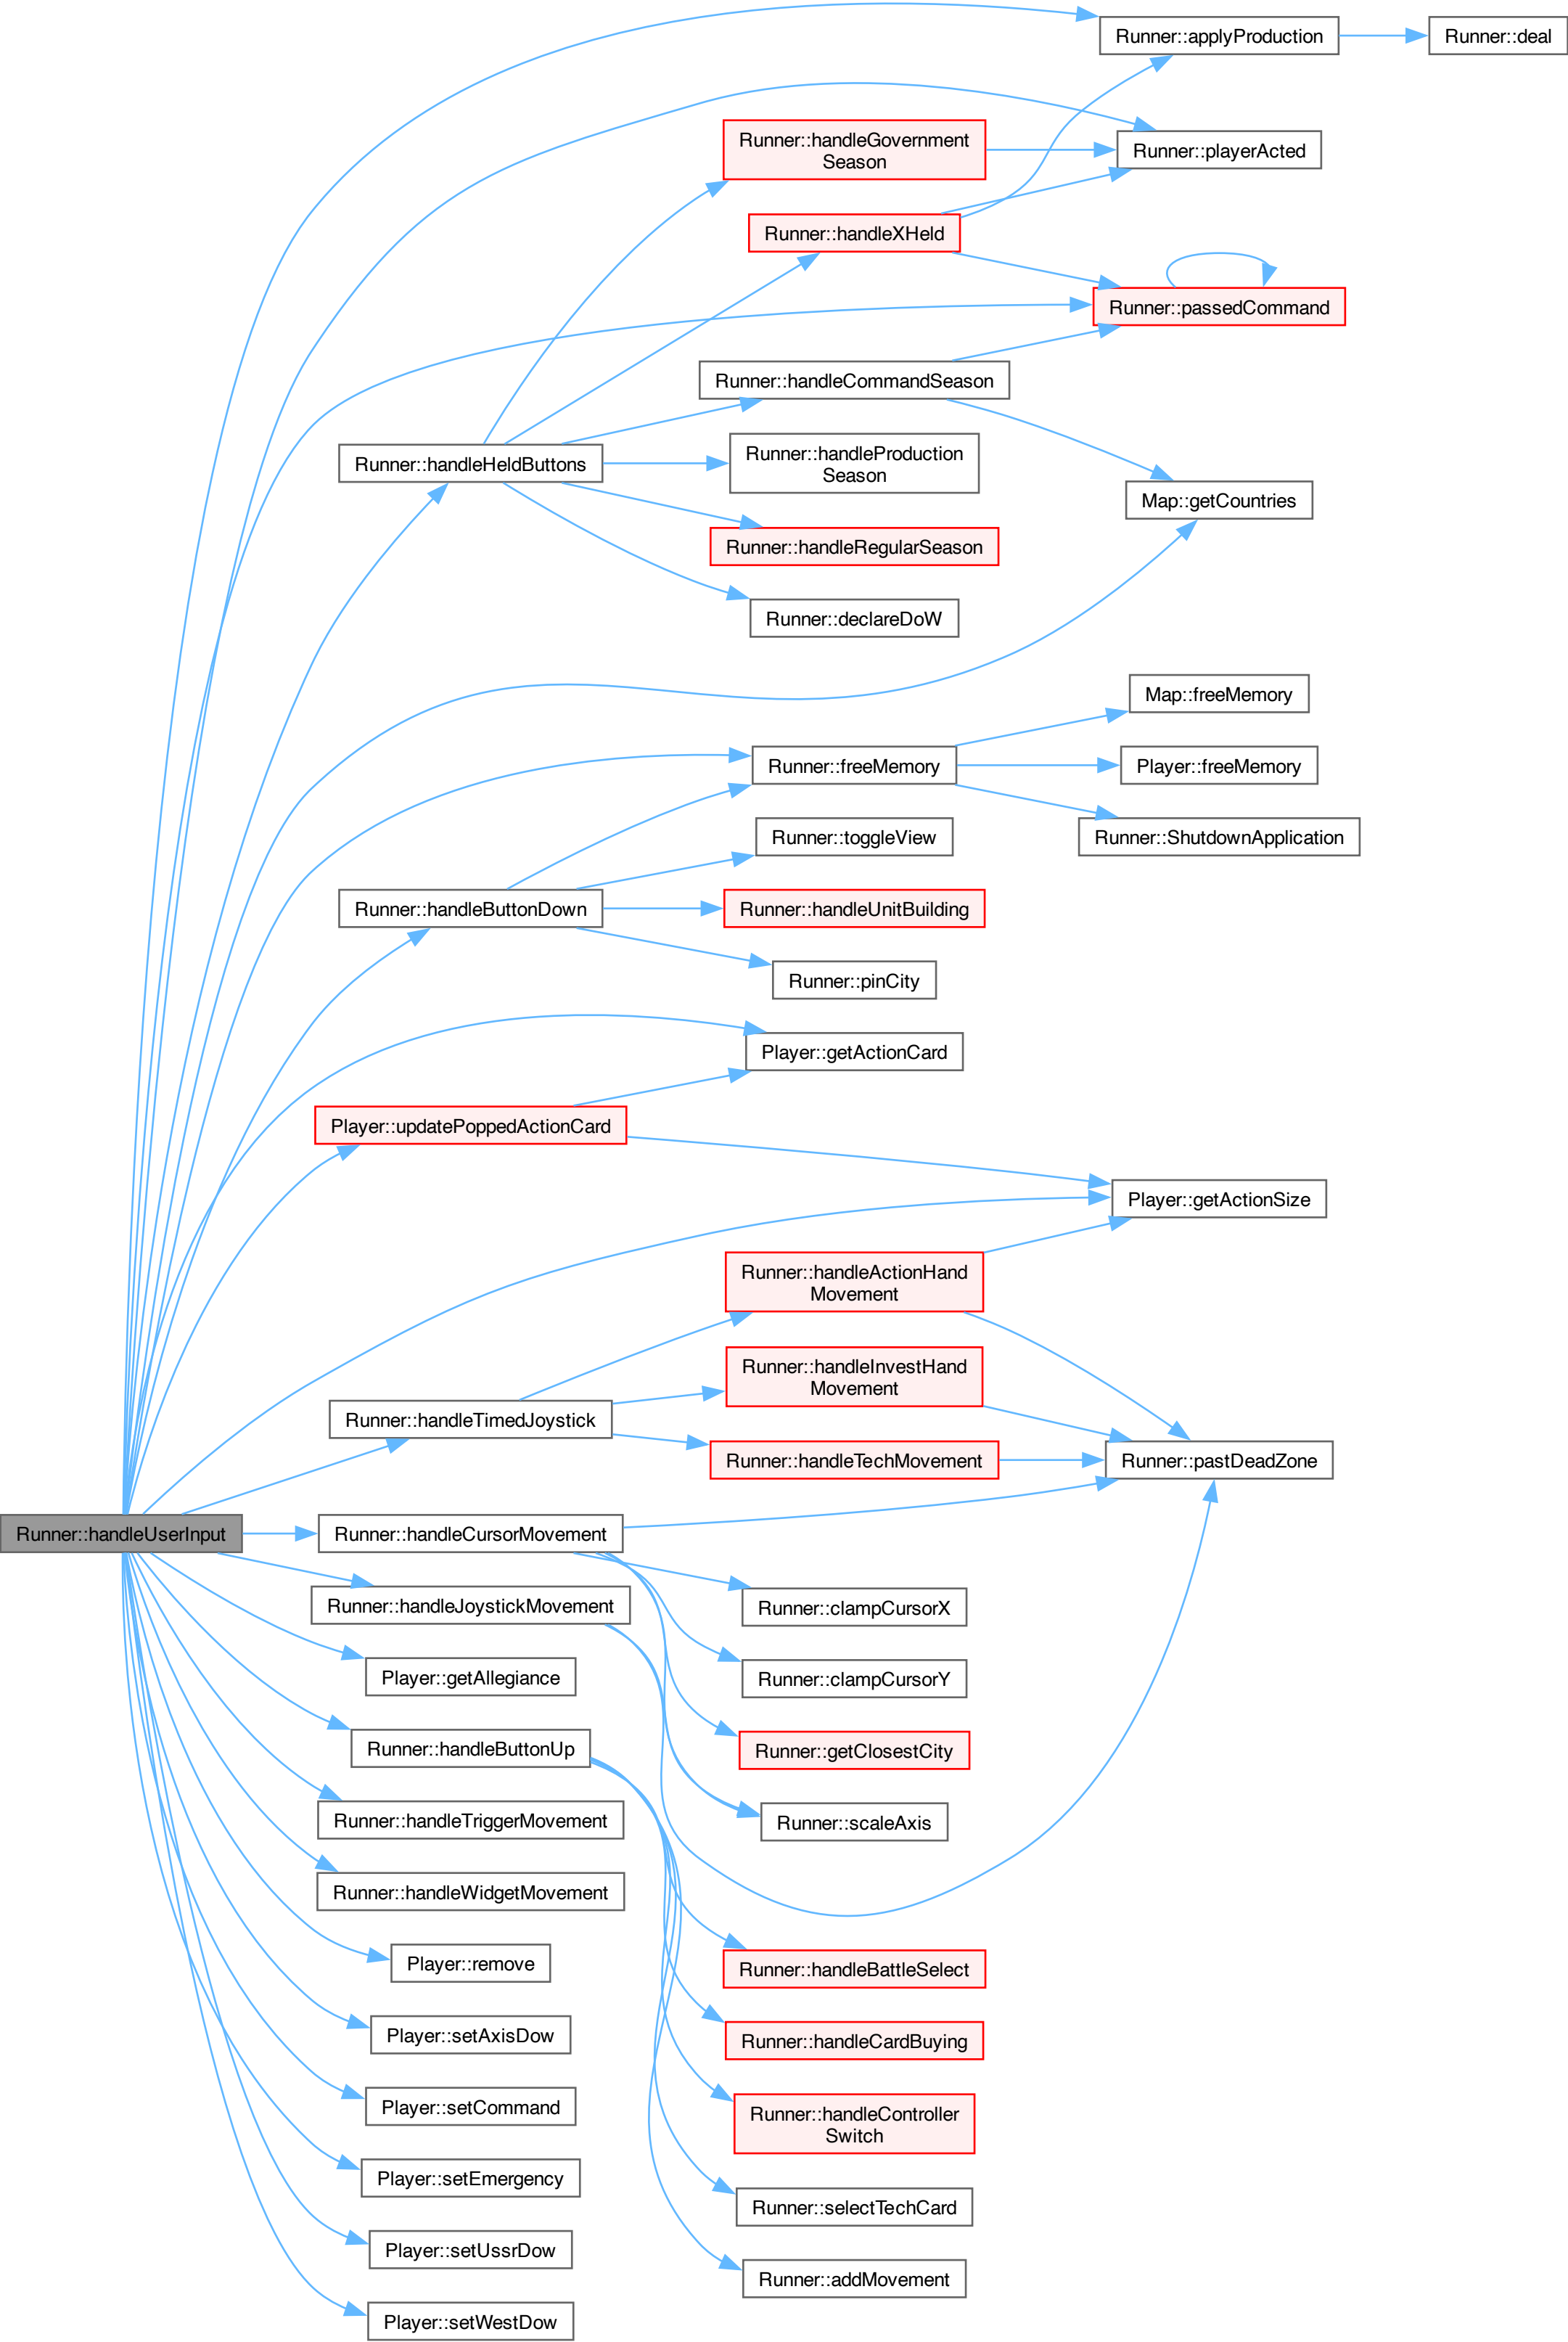 Runner::applyProduction
Runner::deal
Runner::handleGovernment
Season
Runner::playerActed
Runner::handleXHeld
Runner::passedCommand
Runner::handleCommandSeason
Runner::handleHeldButtons
Runner::handleProduction
Season
Map::getCountries
Runner::handleRegularSeason
Runner::declareDoW
Map::freeMemory
Runner::freeMemory
Player::freeMemory
Runner::toggleView
Runner::ShutdownApplication
Runner::handleButtonDown
Runner::handleUnitBuilding
Runner::pinCity
Player::getActionCard
Player::updatePoppedActionCard
Player::getActionSize
Runner::handleActionHand
Movement
Runner::handleInvestHand
Movement
Runner::handleTimedJoystick
Runner::handleTechMovement
Runner::pastDeadZone
Runner::handleUserInput
Runner::handleCursorMovement
Runner::handleJoystickMovement
Runner::clampCursorX
Player::getAllegiance
Runner::clampCursorY
Runner::handleButtonUp
Runner::getClosestCity
Runner::handleTriggerMovement
Runner::scaleAxis
Runner::handleWidgetMovement
Player::remove
Runner::handleBattleSelect
Player::setAxisDow
Runner::handleCardBuying
Player::setCommand
Runner::handleController
Switch
Player::setEmergency
Runner::selectTechCard
Player::setUssrDow
Runner::addMovement
Player::setWestDow